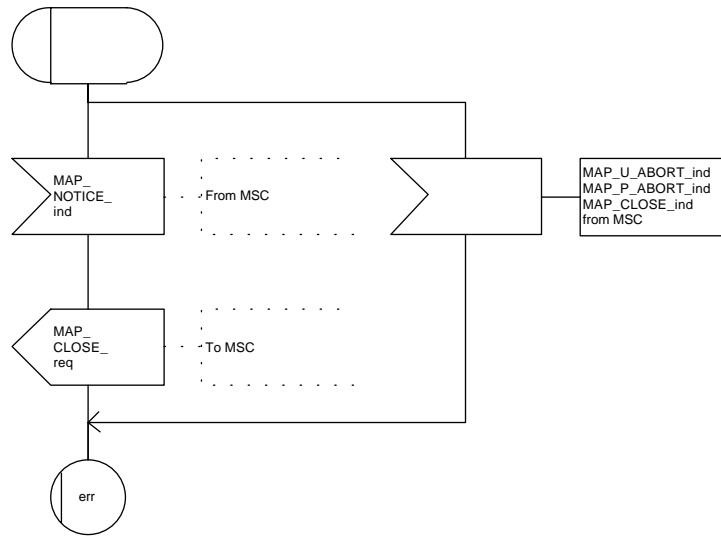 MAP_
NOTICE_
ind
From MSC
MAP_U_ABORT_ind
MAP_P_ABORT_ind
MAP_CLOSE_ind
from MSC
MAP_
CLOSE_
req
To MSC
err